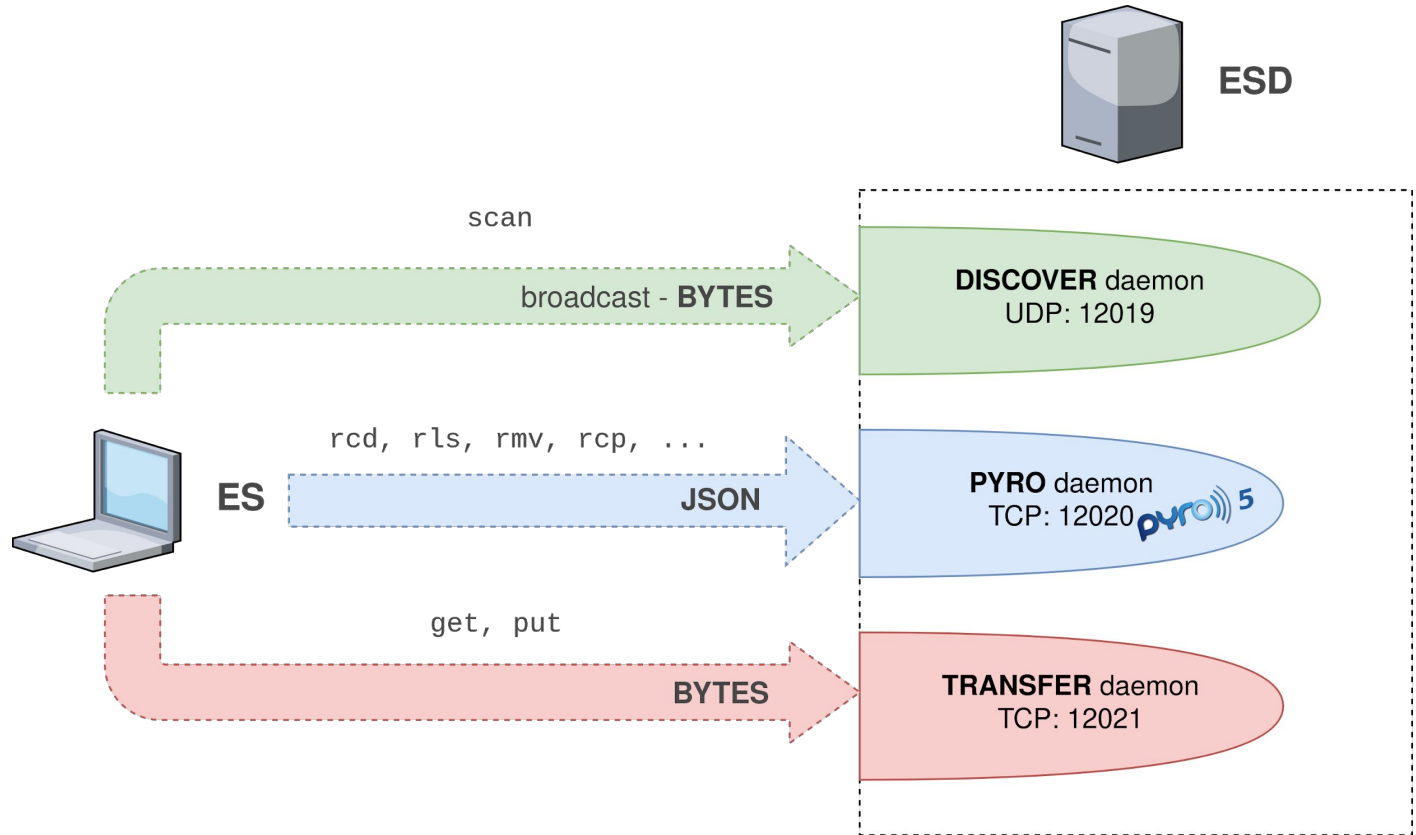 ESD
scan
broadcast - BYTES
DISCOVER daemon
UDP: 12019
rcd, rls, rmv, rcp, ...
ES
JSON
PYRO daemon
TCP: 12020
pyro 5
get, put
BYTES
TRANSFER daemon
TCP: 12021